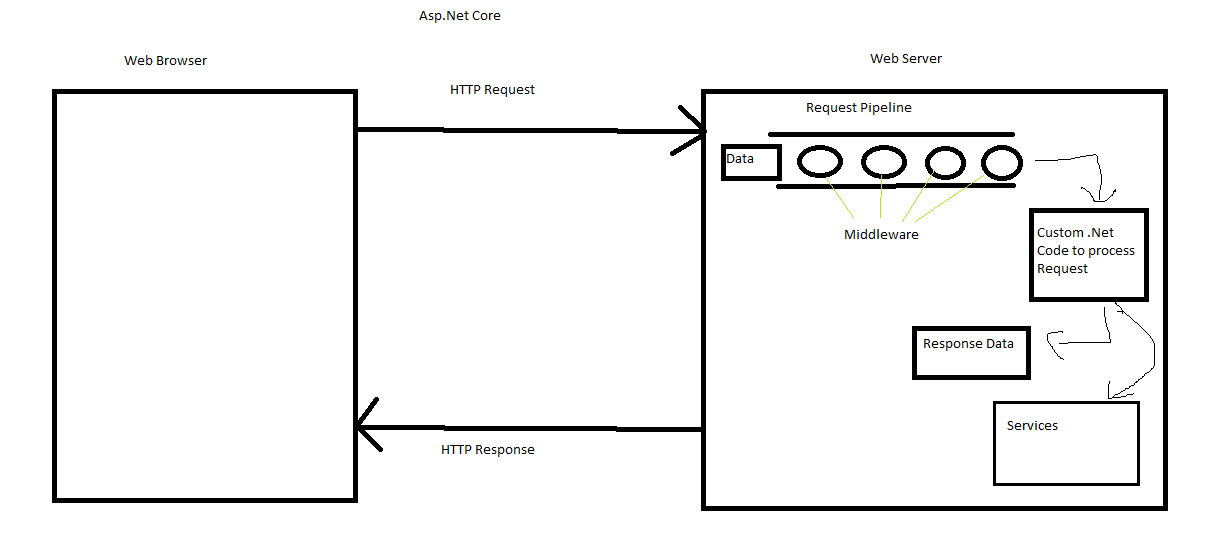 Asp.Net Core
Web Browser
Web Server
HTTP Request
Request Pipeline
Data
Middleware
Custom .Net
Code to process
Request
Response Data
Services
HTTP Response